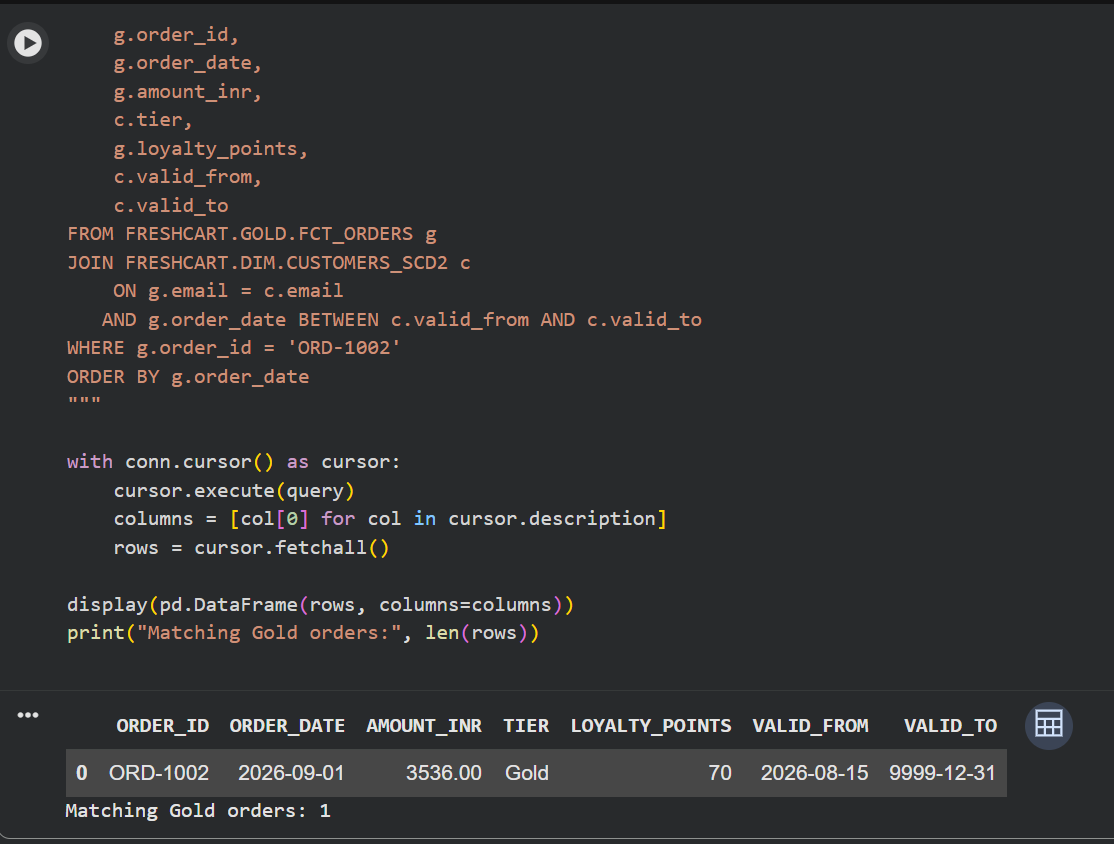 g.order_id,
g.order_date,
g.amount_inr,
c.tier,
g.loyalty_points,
c.valid_from,
c.valid_to
FROM FRESHCART.GOLD.FCT_ORDERS g
JOIN FRESHCART.DIM.CUSTOMERS_SCD2 c
ON g.email = c.email
AND g.order_date BETWEEN c.valid_from AND c.valid_to
WHERE g.order_id = 'ORD-1002'
ORDER BY g.order_date
"""
with conn.cursor() as cursor:
cursor.execute(query)
columns = [col[0] for col in cursor.description]
rows = cursor.fetchall()
display(pd.DataFrame(rows, columns=columns))
print("Matching Gold orders:", len(rows))
ORDER_ID ORDER_DATE AMOUNT_INR TIER LOYALTY_POINTS VALID_FROM VALID_TO
0 ORD-1002 2026-09-01 3536.00 Gold 70 2026-08-15 9999-12-31
Matching Gold orders: 1